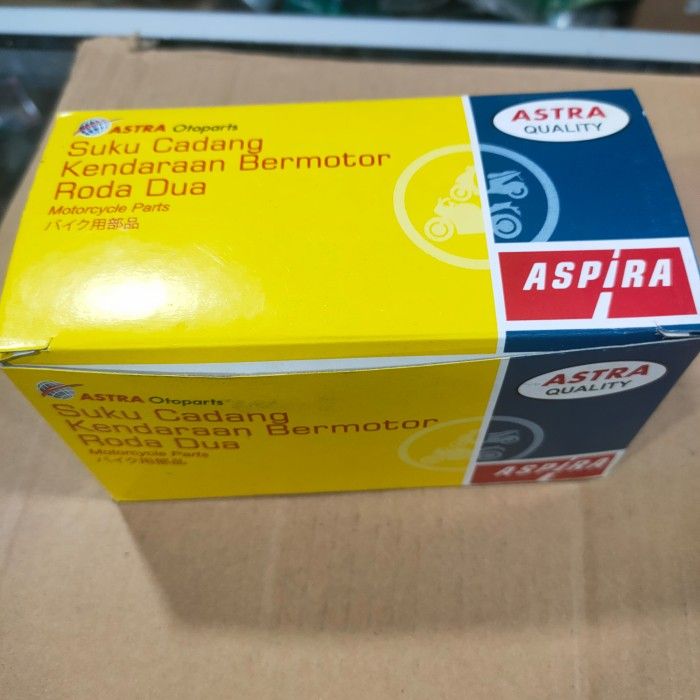 ASTRA Otoparts
Suku Cadang
Kendaraan Bermotor
Roda Dua
Motorcycle Parts
バイク用部品
ASTRA
QUALITY
ASPIRA
ASTRA Otoparts
Suku Cadang
Kendaraan Bermotor
Roda Dua
Motorcycle Parts
バイク用部品
ASTRA
QUALITY
ASPIRA